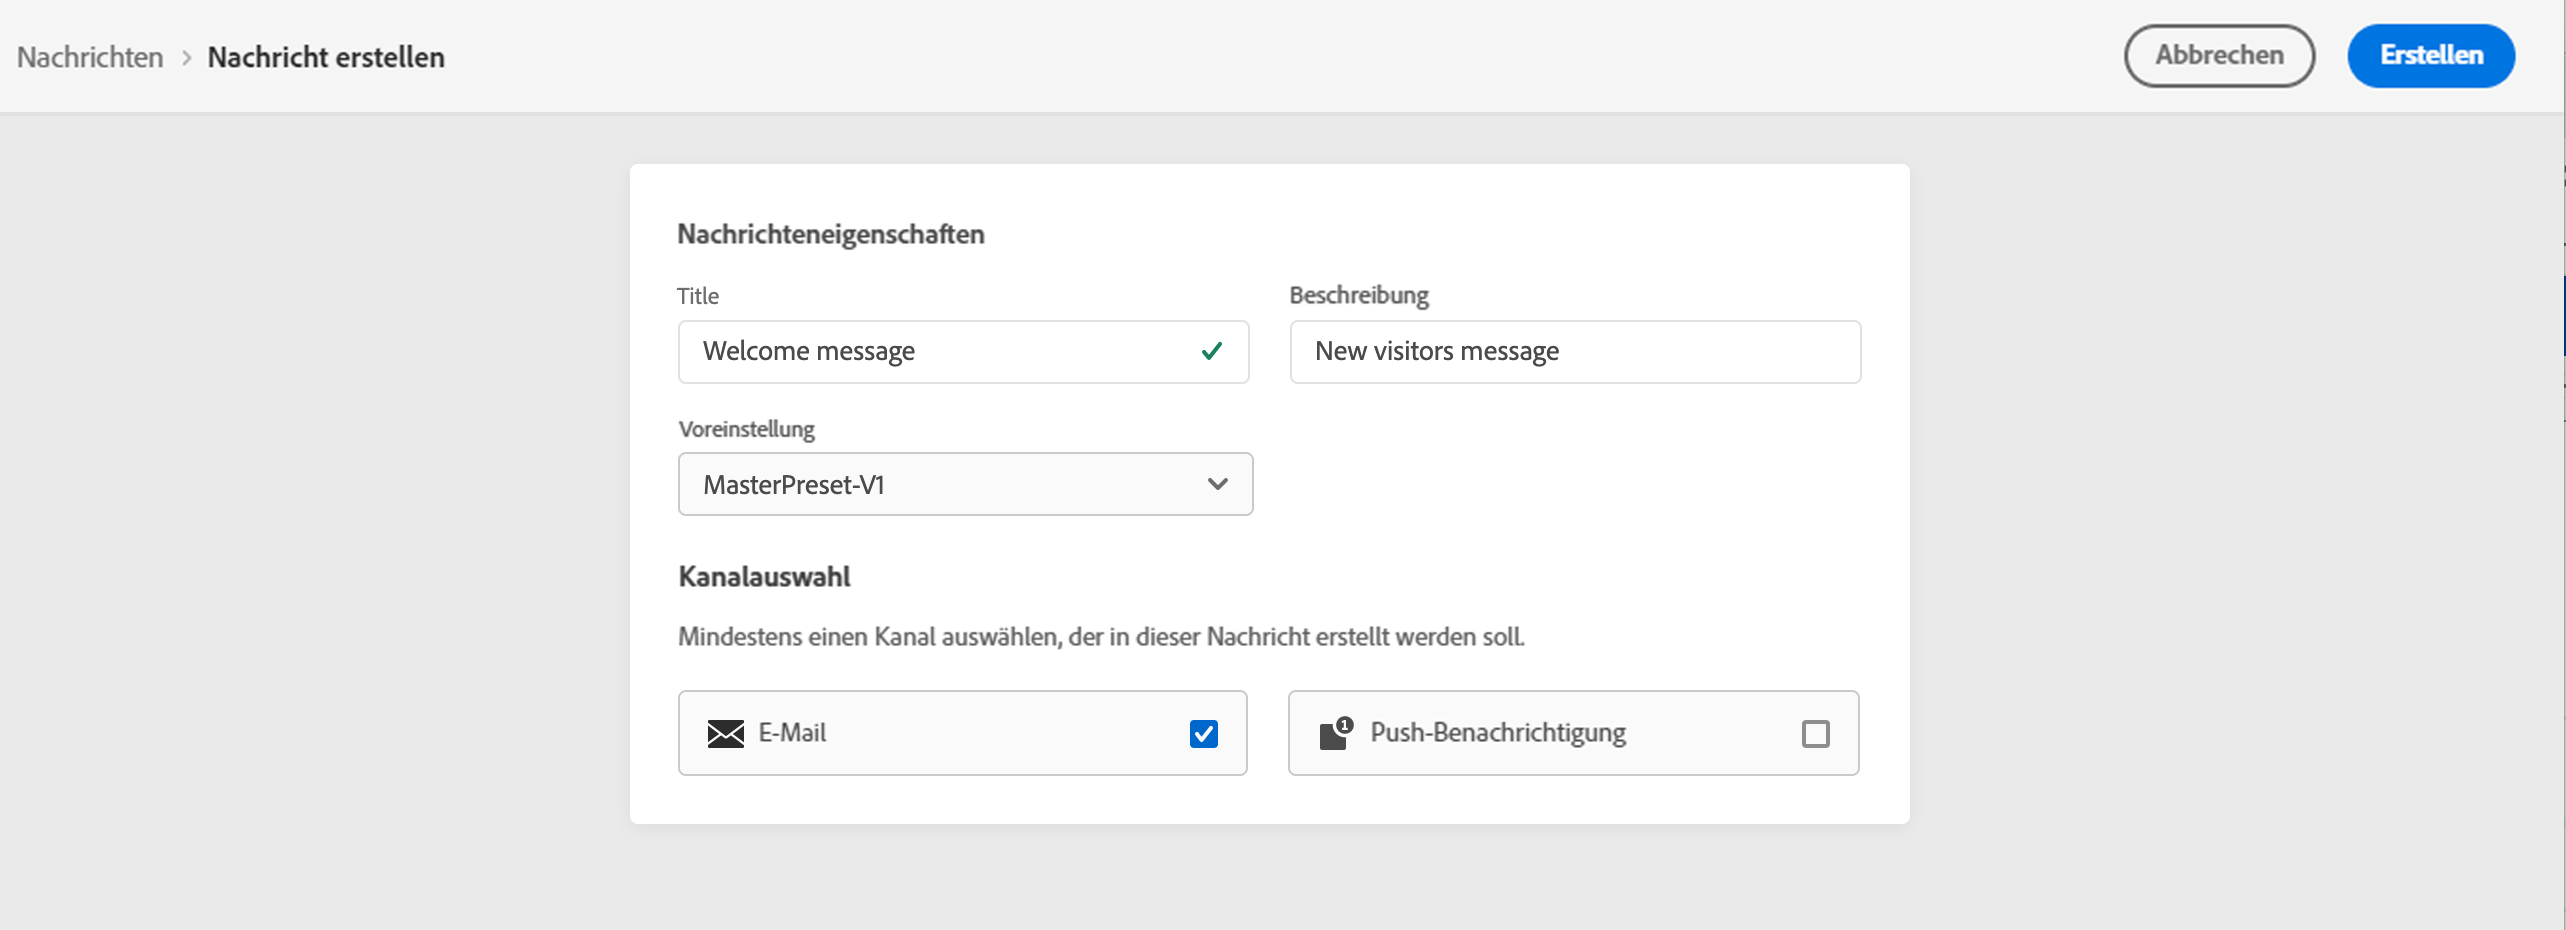 Nachrichten > Nachricht erstellen
Abbrechen
Erstellen
Nachrichteneigenschaften
Title
Beschreibung
Welcome message
New visitors message
Voreinstellung
MasterPreset-V1
Kanalauswahl
Mindestens einen Kanal auswählen, der in dieser Nachricht erstellt werden soll.
E-Mail
1
Push-Benachrichtigung